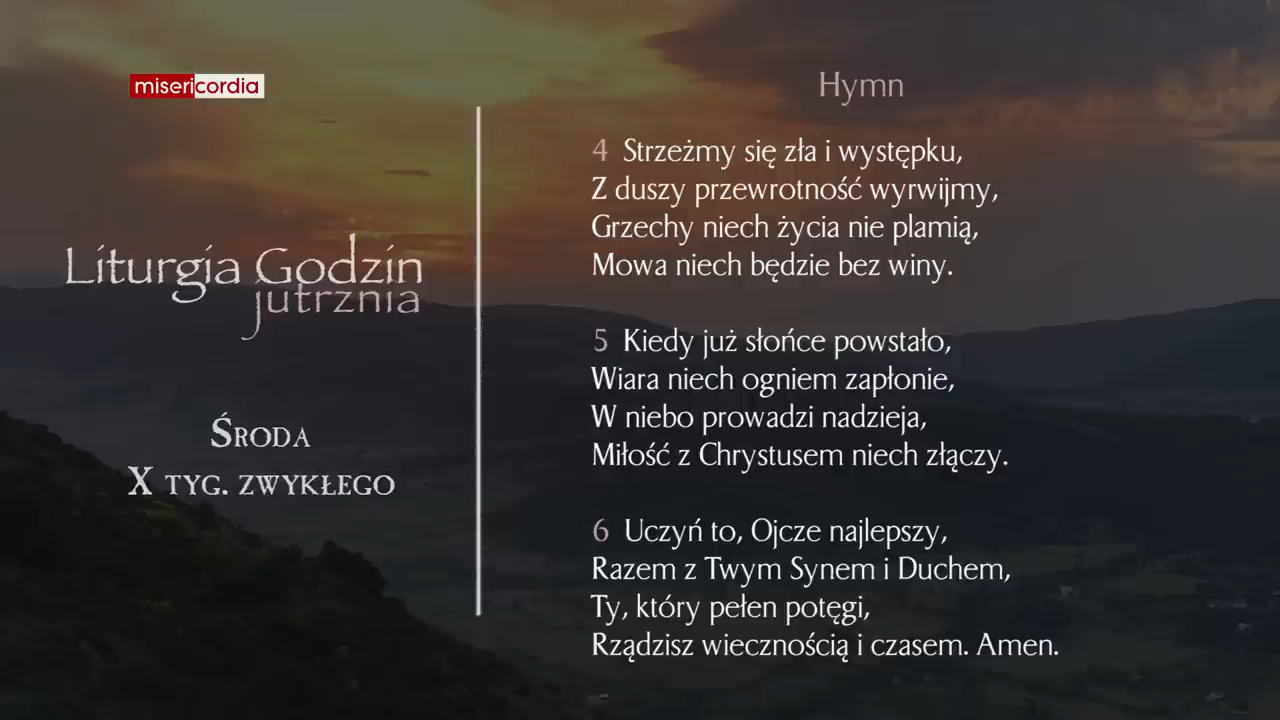 misericordia
Liturgia Godzin
jutrznia
Środa
X tyg. zwykłego
Hymn
4 Strzeżmy się zła i występku,
Z duszy przewrotność wyrwijmy,
Grzechy niech życia nie plamią,
Mowa niech będzie bez winy.
5 Kiedy już słońce powstało,
Wiara niech ogniem zapłonie,
W niebo prowadzi nadzieja,
Miłość z Chrystusem niech złączy.
6 Uczyń to, Ojcze najlepszy,
Razem z Twym Synem i Duchem,
Ty, który pełen potęgi,
Rządzisz wiecznością i czasem. Amen.